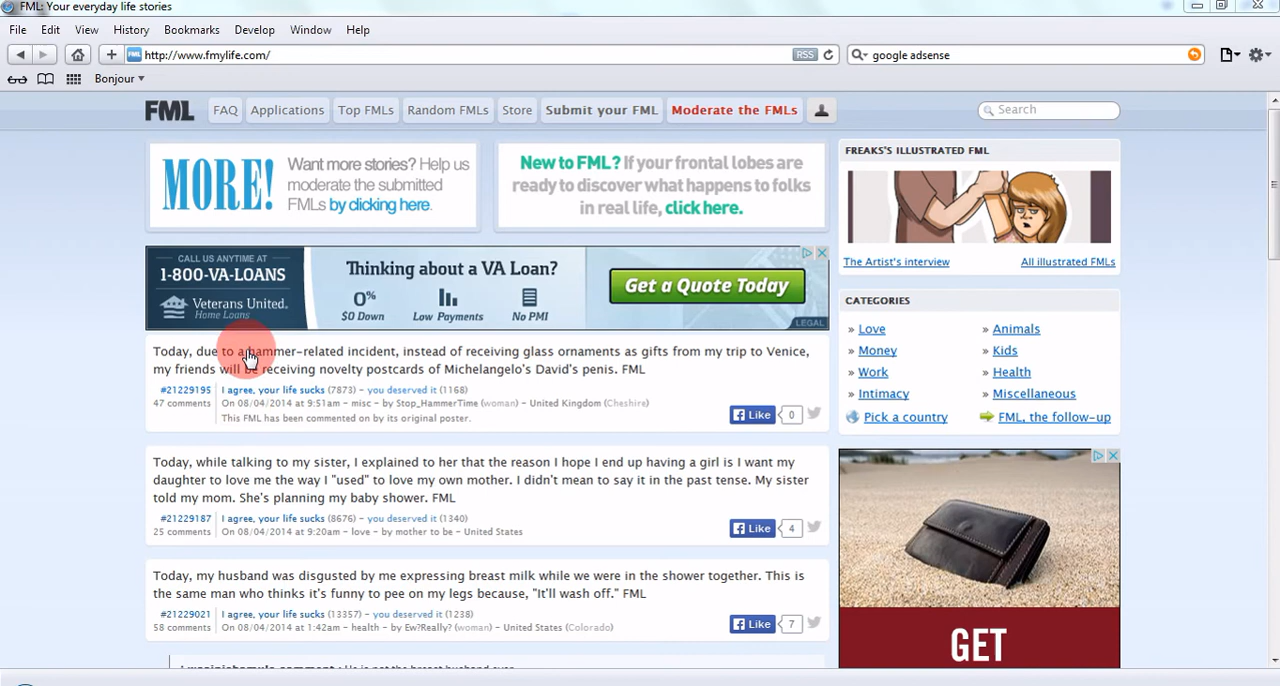 FML: Your everyday life stories
File Edit View History Bookmarks Develop Window Help
FML http://www.fmylife.com/ RSS google adsense
Bonjour
FML FAQ Applications Top FMLs Random FMLs Store Submit your FML Moderate the FMLs Search
MORE! Want more stories? Help us
moderate the submitted
FMLs by clicking here.
New to FML? If your frontal lobes are
ready to discover what happens to folks
in real life, click here.
FREAK'S ILLUSTRATED FML
The Artist's interview All illustrated FMLs
CALL US ANYTIME AT
1-800-VA-LOANS
Veterans United.
Home Loans
Thinking about a VA Loan?
0%
$0 Down Low Payments No PMI
Get a Quote Today
LEGAL
CATEGORIES
» Love » Animals
» Money » Kids
» Work » Health
» Intimacy » Miscellaneous
Pick a country FML, the follow-up
Today, due to a hammer-related incident, instead of receiving glass ornaments as gifts from my trip to Venice,
my friends will be receiving novelty postcards of Michelangelo's David's penis. FML
#21229195 I agree, your life sucks (7873) - you deserved it (1168)
47 comments On 08/04/2014 at 9:51am - misc - by Stop_HammerTime (woman) - United Kingdom (Cheshire)
This FML has been commented on by its original poster.
Like 0
Today, while talking to my sister, I explained to her that the reason I hope I end up having a girl is I want my
daughter to love me the way I "used" to love my own mother. I didn't mean to say it in the past tense. My sister
told my mom. She's planning my baby shower. FML
#21229187 I agree, your life sucks (8676) - you deserved it (1340)
25 comments On 08/04/2014 at 9:20am - love - by mother to be - United States
Like 4
Today, my husband was disgusted by me expressing breast milk while we were in the shower together. This is
the same man who thinks it's funny to pee on my legs because, "It'll wash off." FML
#21229021 I agree, your life sucks (13357) - you deserved it (1238)
58 comments On 08/04/2014 at 1:42am - health - by Ew?Really? (woman) - United States (Colorado)
Like 7
GET